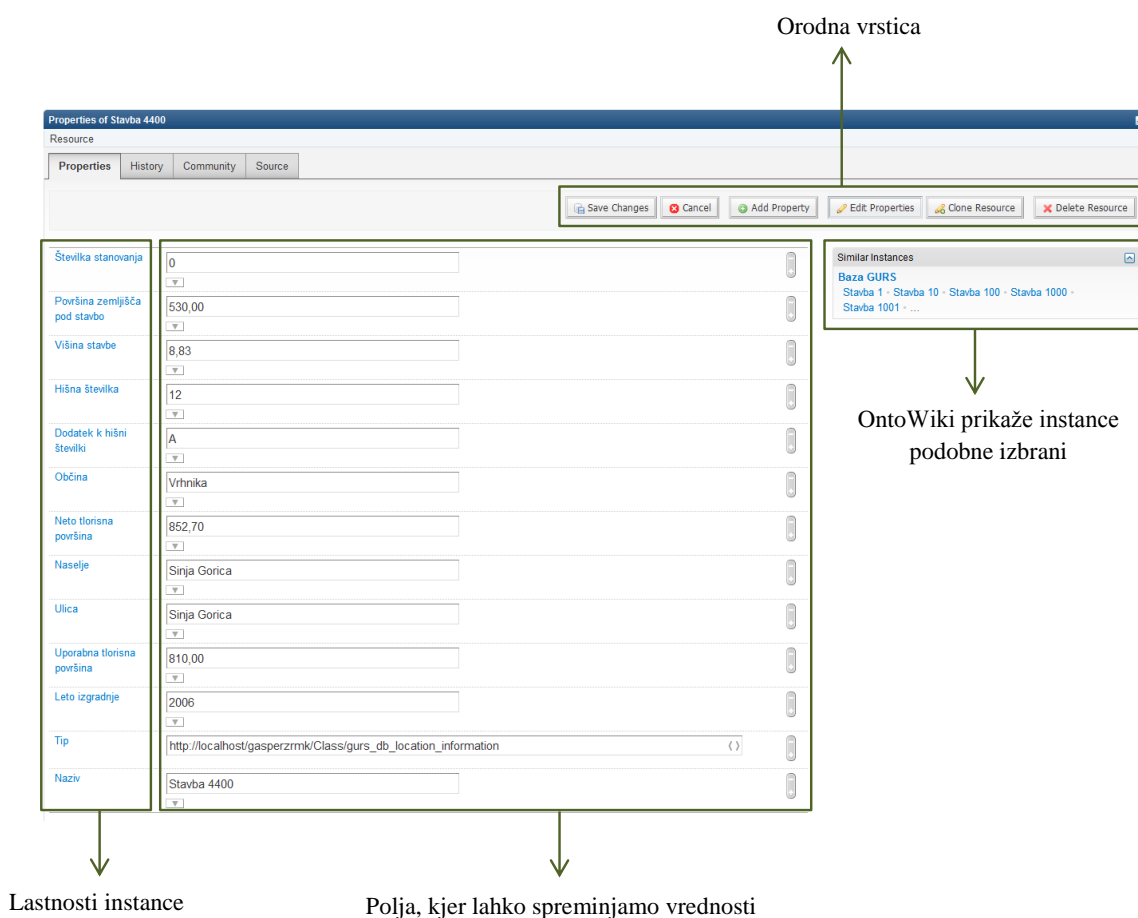 Orodna vrstica
Properties of Stavba 4400
Resource
Properties History Community Source
Save Changes Cancel Add Property Edit Properties Clone Resource Delete Resource
Številka stanovanja
0
Površina zemljišča
pod stavbo
530,00
Višina stavbe
8,83
Hišna številka
12
Dodatek k hišni
številki
A
Občina
Vrhnika
Neto tlorisna
površina
852,70
Naselje
Sinja Gorica
Ulica
Sinja Gorica
Uporabna tlorisna
površina
810,00
Leto izgradnje
2006
Tip
http://localhost/gasperzrmk/Class/gurs_db_location_information
Naziv
Stavba 4400
Similar Instances
Baza GURS
Stavba 1 • Stavba 10 • Stavba 100 • Stavba 1000 •
Stavba 1001 • ...
OntoWiki prikaže instance
podobne izbrani
Lastnosti instance
Polja, kjer lahko spreminjamo vrednosti